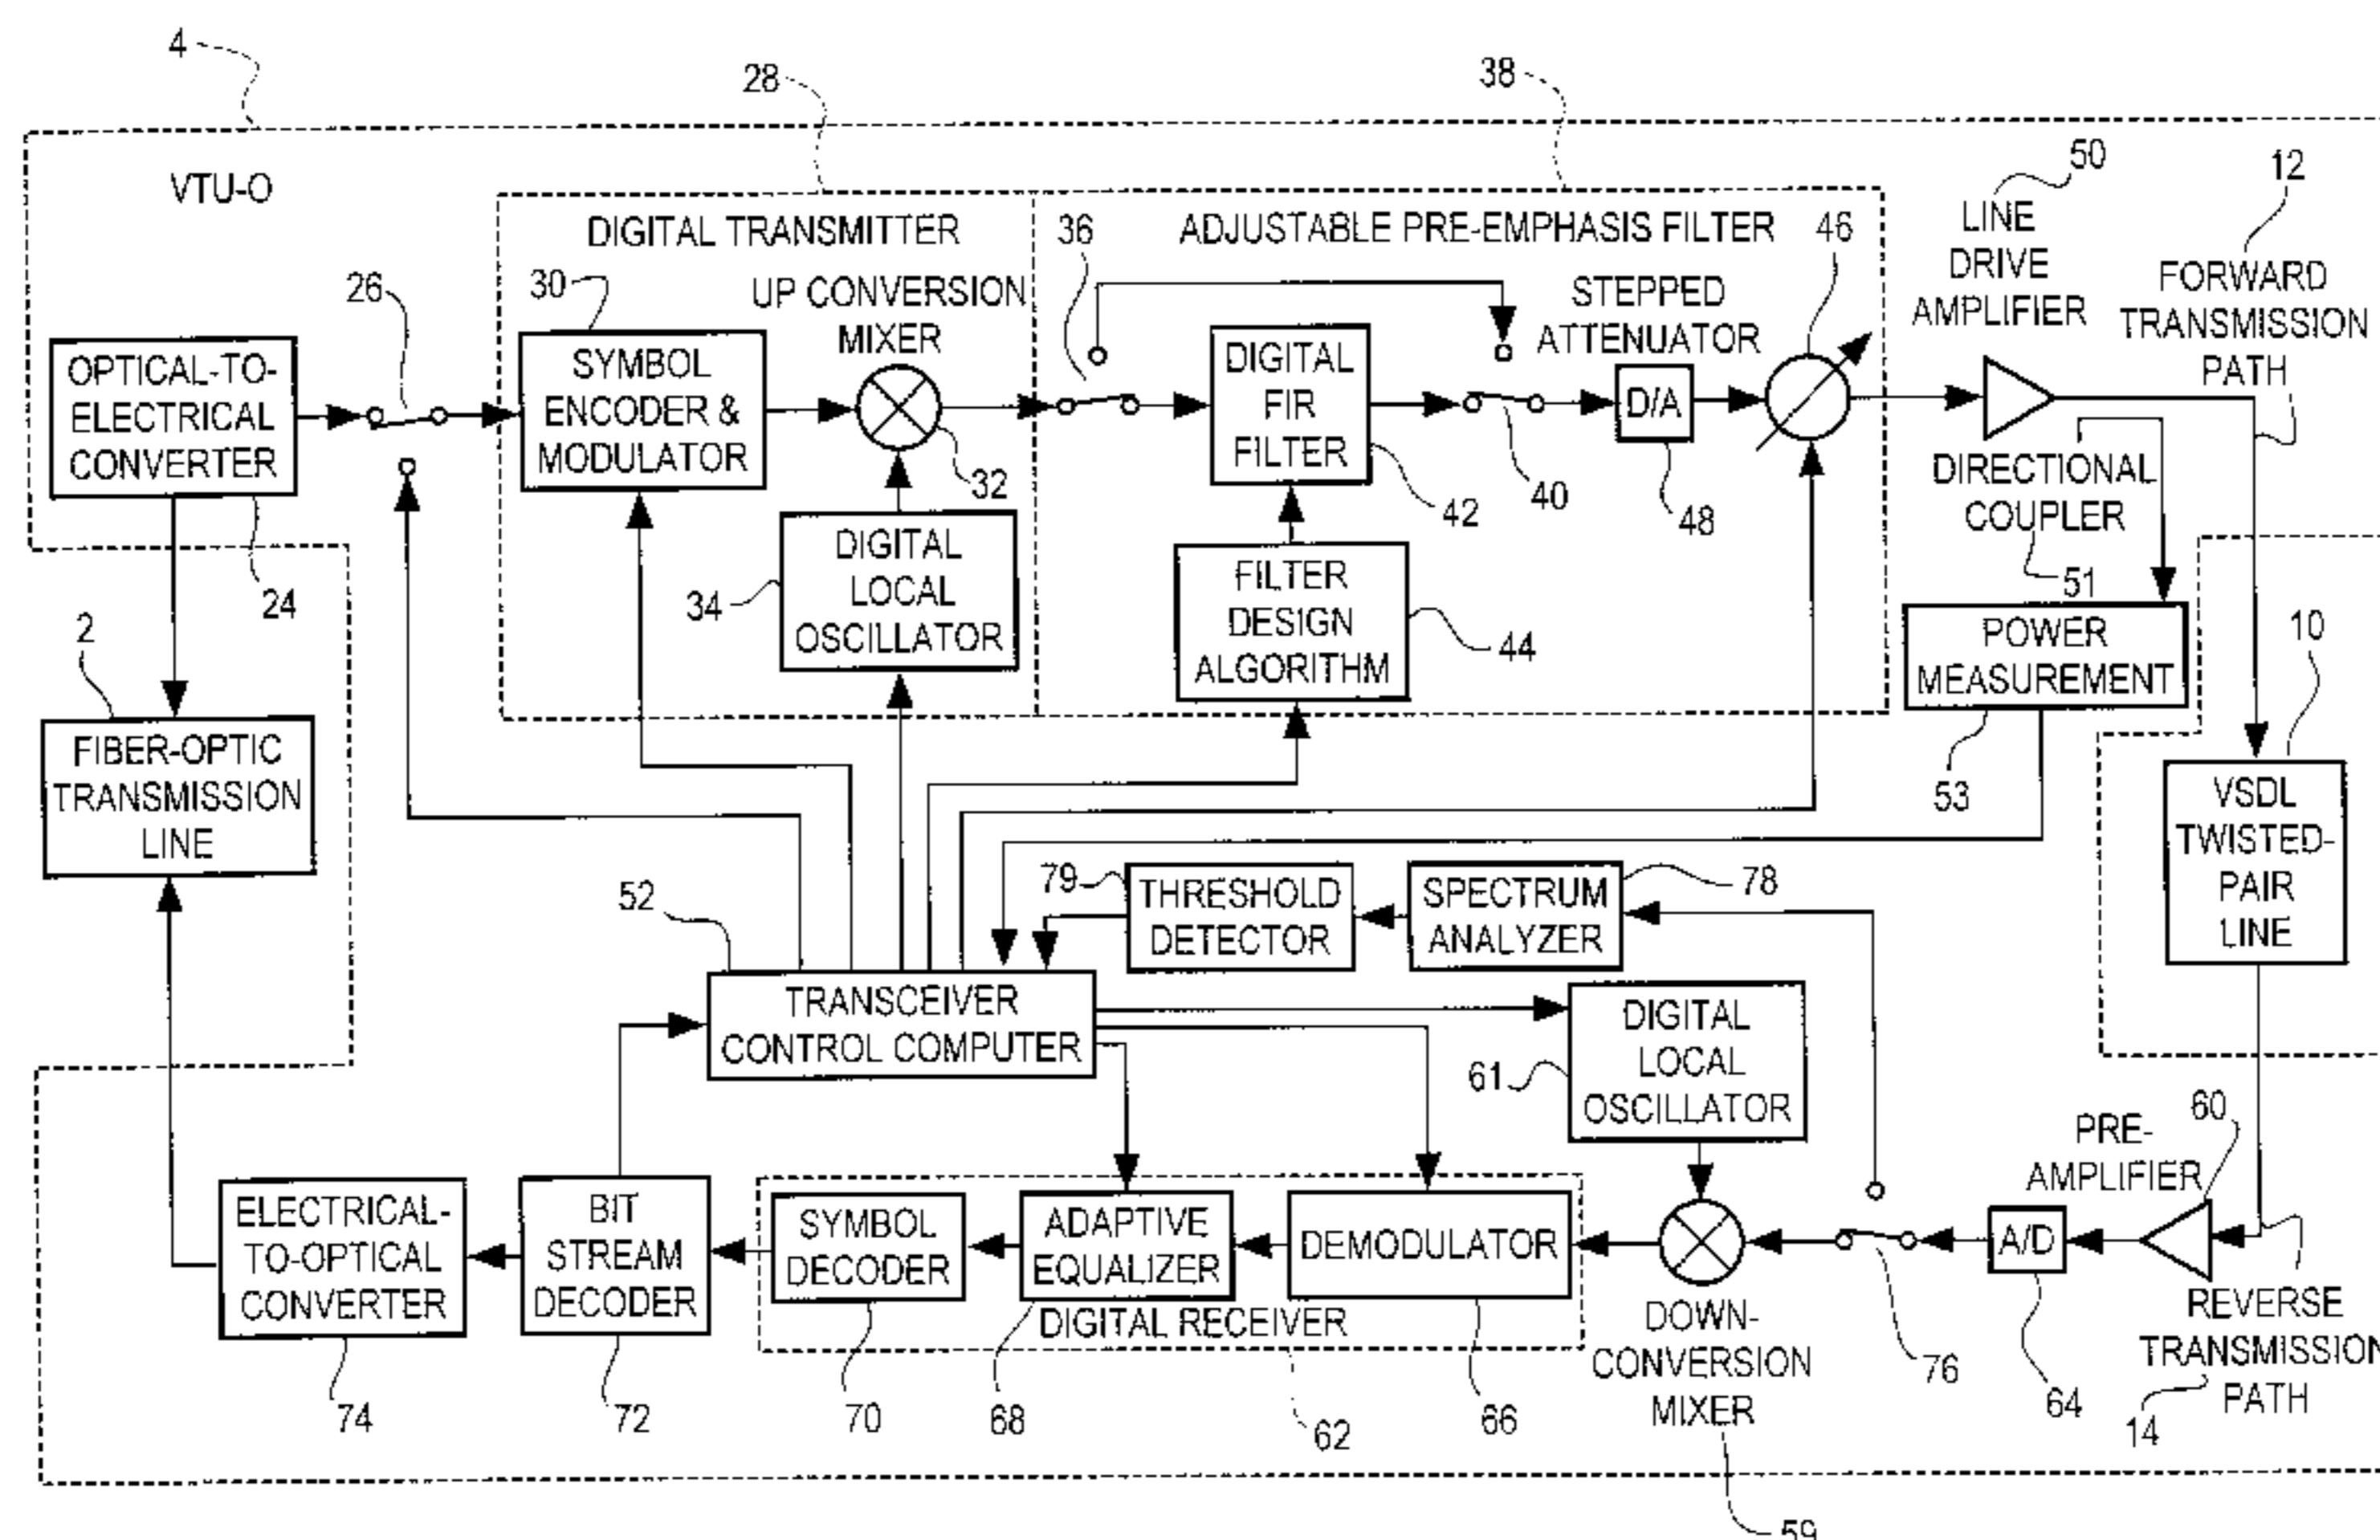 4
28
38
VTU-O
50
12
DIGITAL TRANSMITTER
36
ADJUSTABLE PRE-EMPHASIS FILTER
46
LINE
DRIVE
AMPLIFIER
FORWARD
TRANSMISSION
PATH
26
30
UP CONVERSION
MIXER
STEPPED
ATTENUATOR
OPTICAL-TO-
ELECTRICAL
CONVERTER
SYMBOL
ENCODER &
MODULATOR
DIGITAL
FIR
FILTER
D/A
32
42
40
48
DIRECTIONAL
COUPLER
51
24
34
DIGITAL
LOCAL
OSCILLATOR
FILTER
DESIGN
ALGORITHM
44
POWER
MEASUREMENT
53
10
2
FIBER-OPTIC
TRANSMISSION
LINE
VSDL
TWISTED-
PAIR
LINE
52
79
THRESHOLD
DETECTOR
SPECTRUM
ANALYZER
78
TRANSCEIVER
CONTROL COMPUTER
61
DIGITAL
LOCAL
OSCILLATOR
PRE-
AMPLIFIER
60
ELECTRICAL-
TO-OPTICAL
CONVERTER
BIT
STREAM
DECODER
SYMBOL
DECODER
ADAPTIVE
EQUALIZER
DEMODULATOR
A/D
DIGITAL RECEIVER
DOWN-
CONVERSION
MIXER
REVERSE
TRANSMISSION
PATH
74
72
70
68
62
66
76
64
14
59